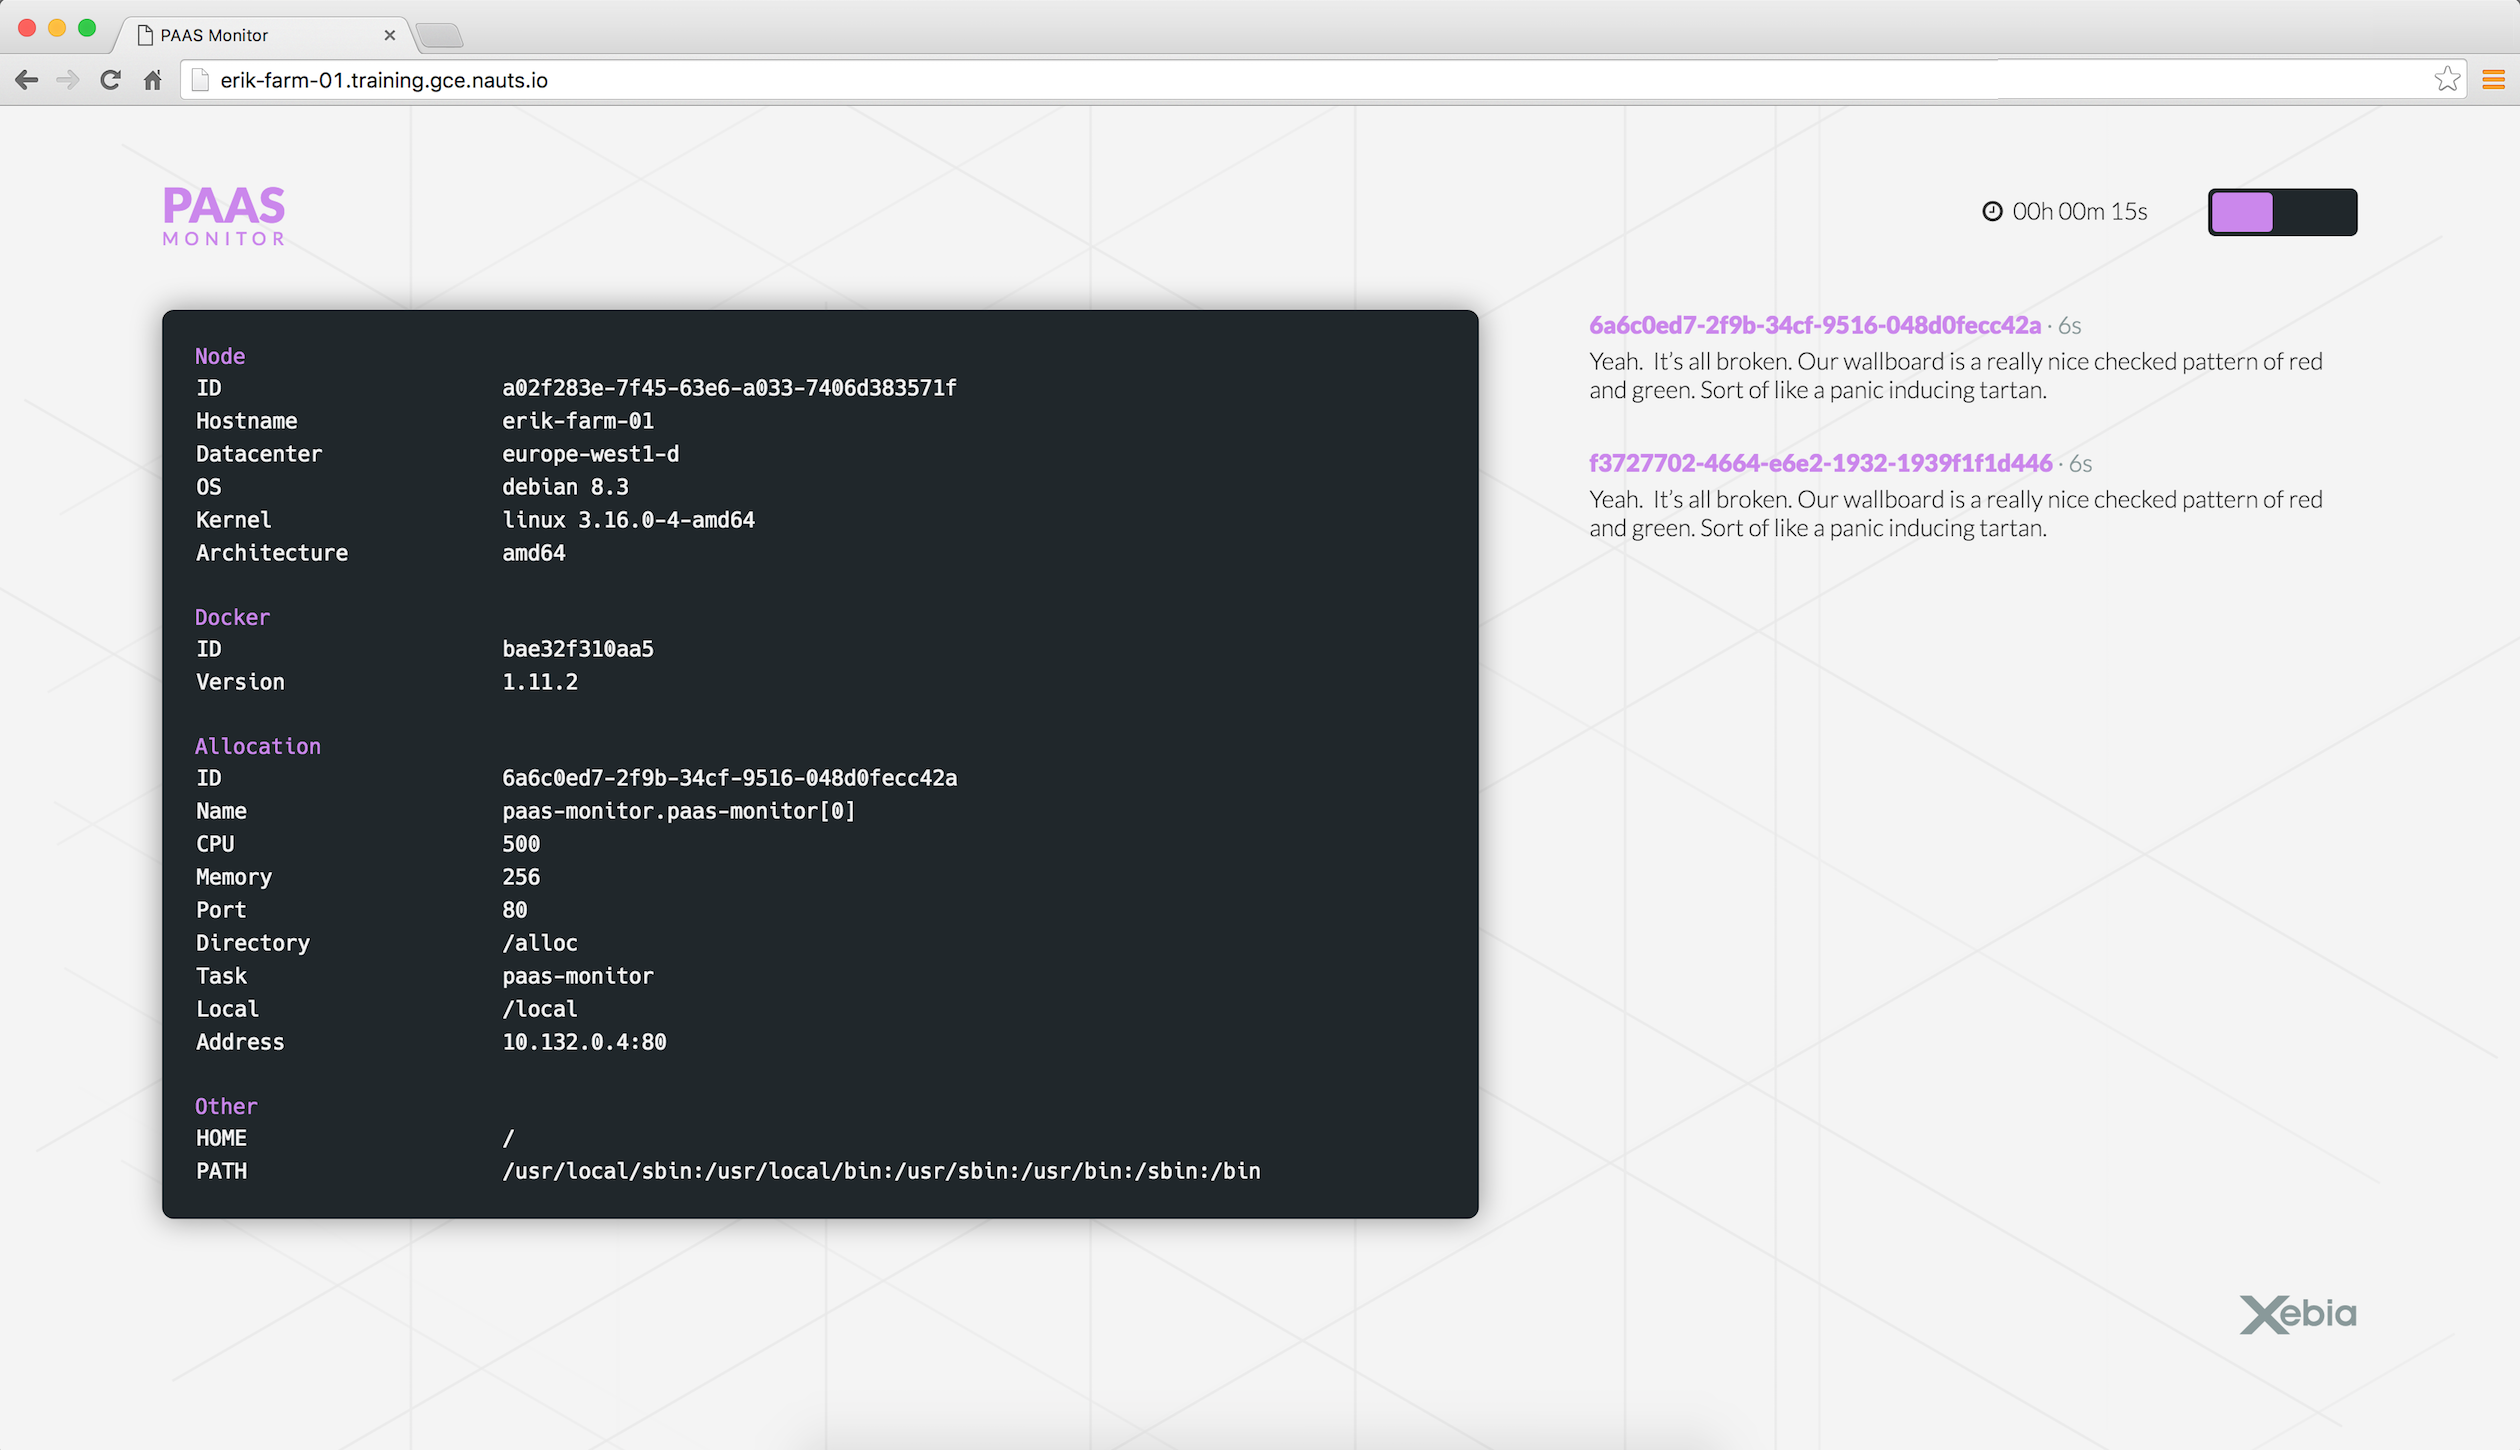 PAAS Monitor
erik-farm-01.training.gce.nauts.io
PAAS
MONITOR
00h 00m 15s
Node
ID a02f283e-7f45-63e6-a033-7406d383571f
Hostname erik-farm-01
Datacenter europe-west1-d
OS debian 8.3
Kernel linux 3.16.0-4-amd64
Architecture amd64
Docker
ID bae32f310aa5
Version 1.11.2
Allocation
ID 6a6c0ed7-2f9b-34cf-9516-048d0fecc42a
Name paas-monitor.paas-monitor[0]
CPU 500
Memory 256
Port 80
Directory /alloc
Task paas-monitor
Local /local
Address 10.132.0.4:80
Other
HOME /
PATH /usr/local/sbin:/usr/local/bin:/usr/sbin:/usr/bin:/sbin:/bin
6a6c0ed7-2f9b-34cf-9516-048d0fecc42a · 6s
Yeah.  It’s all broken. Our wallboard is a really nice checked pattern of red
and green. Sort of like a panic inducing tartan.
f3727702-4664-e6e2-1932-1939f1f1d446 · 6s
Yeah.  It’s all broken. Our wallboard is a really nice checked pattern of red
and green. Sort of like a panic inducing tartan.
Xebia